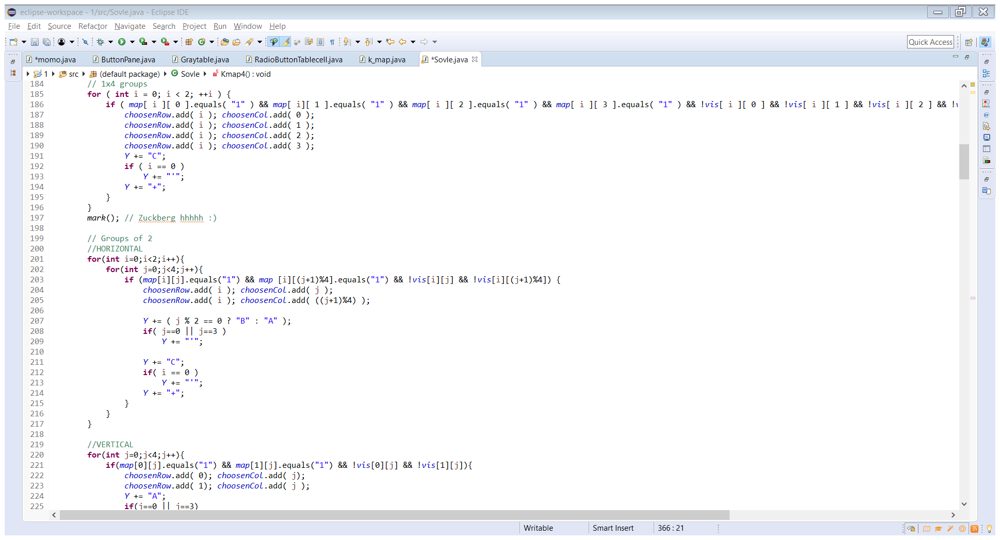 eclipse-workspace - 1/src/Sovle.java - Eclipse IDE
File Edit Source Refactor Navigate Search Project Run Window Help
Quick Access
*momo.java ButtonPane.java Graytable.java RadioButtonTablecell.java k_map.java *Sovle.java
1 src (default package) Sovle Kmap4() : void
184 // 1x4 groups
185 for ( int i = 0; i < 2; ++i ) {
186 if ( map[ i ][ 0 ].equals( "1" ) && map[ i][ 1 ].equals( "1" ) && map[ i ][ 2 ].equals( "1" ) && map[ i ][ 3 ].equals( "1" ) && !vis[ i ][ 0 ] && !vis[ i ][ 1 ] && !vis[ i ][ 2 ] && !
187 choosenRow.add( i ); choosenCol.add( 0 );
188 choosenRow.add( i ); choosenCol.add( 1 );
189 choosenRow.add( i ); choosenCol.add( 2 );
190 choosenRow.add( i ); choosenCol.add( 3 );
191 Y += "C";
192 if ( i == 0 )
193 Y += "'";
194 Y += "+";
195 }
196 }
197 mark(); // Zuckberg hhhhh :)
198
199 // Groups of 2
200 //HORIZONTAL
201 for(int i=0;i<2;i++){
202 for(int j=0;j<4;j++){
203 if (map[i][j].equals("1") && map [i][(j+1)%4].equals("1") && !vis[i][j] && !vis[i][(j+1)%4]) {
204 choosenRow.add( i ); choosenCol.add( j );
205 choosenRow.add( i ); choosenCol.add( ((j+1)%4) );
206
207 Y += ( j % 2 == 0 ? "B" : "A" );
208 if( j==0 || j==3 )
209 Y += "'";
210
211 Y += "C";
212 if( i == 0 )
213 Y += "'";
214 Y += "+";
215 }
216 }
217 }
218
219 //VERTICAL
220 for(int j=0;j<4;j++){
221 if(map[0][j].equals("1") && map[1][j].equals("1") && !vis[0][j] && !vis[1][j]){
222 choosenRow.add( 0); choosenCol.add( j);
223 choosenRow.add( 1); choosenCol.add( j );
224 Y += "A";
225 if(j==0 || j==3)
Writable Smart Insert 366 : 21